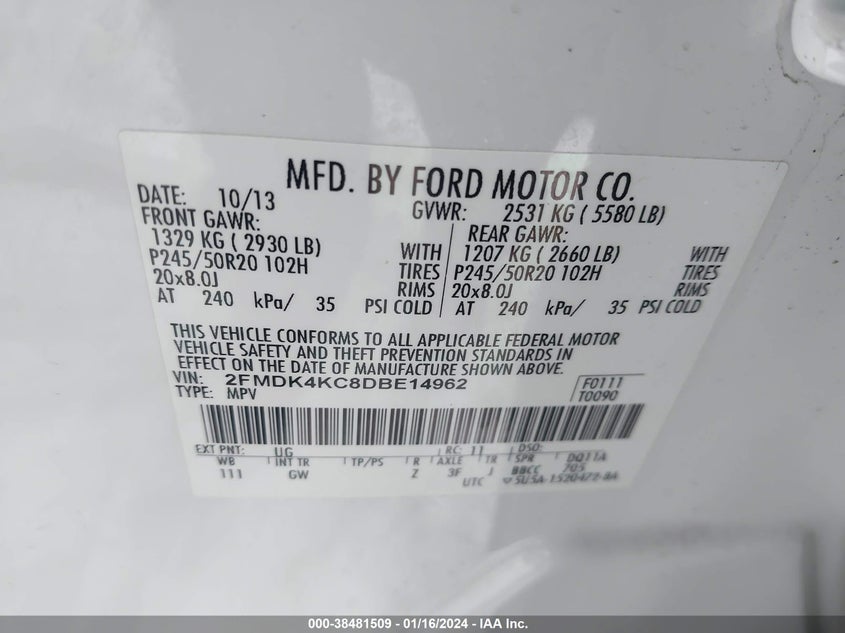 MFD. BY FORD MOTOR CO.
DATE: 10/13 GVWR: 2531 KG ( 5580 LB)
FRONT GAWR: REAR GAWR:
1329 KG ( 2930 LB) WITH 1207 KG ( 2660 LB) WITH
P245/50R20 102H TIRES P245/50R20 102H TIRES
20x8.0J RIMS 20x8.0J RIMS
AT 240 kPa/ 35 PSI COLD AT 240 kPa/ 35 PSI COLD
THIS VEHICLE CONFORMS TO ALL APPLICABLE FEDERAL MOTOR
VEHICLE SAFETY AND THEFT PREVENTION STANDARDS IN
EFFECT ON THE DATE OF MANUFACTURE SHOWN ABOVE.
VIN: 2FMDK4KC8DBE14962 F0111
TYPE: MPV T0090
EXT PNT: UG RC: 11 DSO:
WB INT TR TP/PS R AXLE TR SPR DQ11A
111 GW Z 3F J BBCC 705
UTC
000-38481509 - 01/16/2024 - IAA Inc.